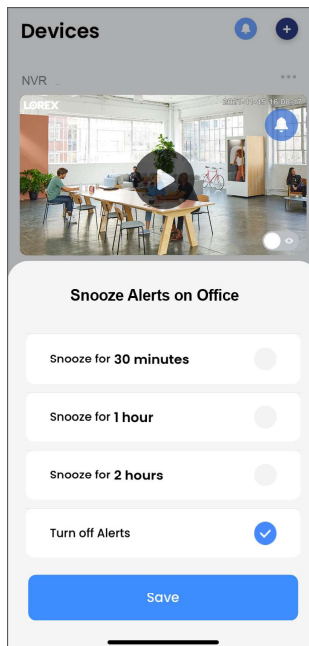 Devices
NVR
LOREX
Snooze Alerts on Office
Snooze for 30 minutes
Snooze for 1 hour
Snooze for 2 hours
Turn off Alerts
Save